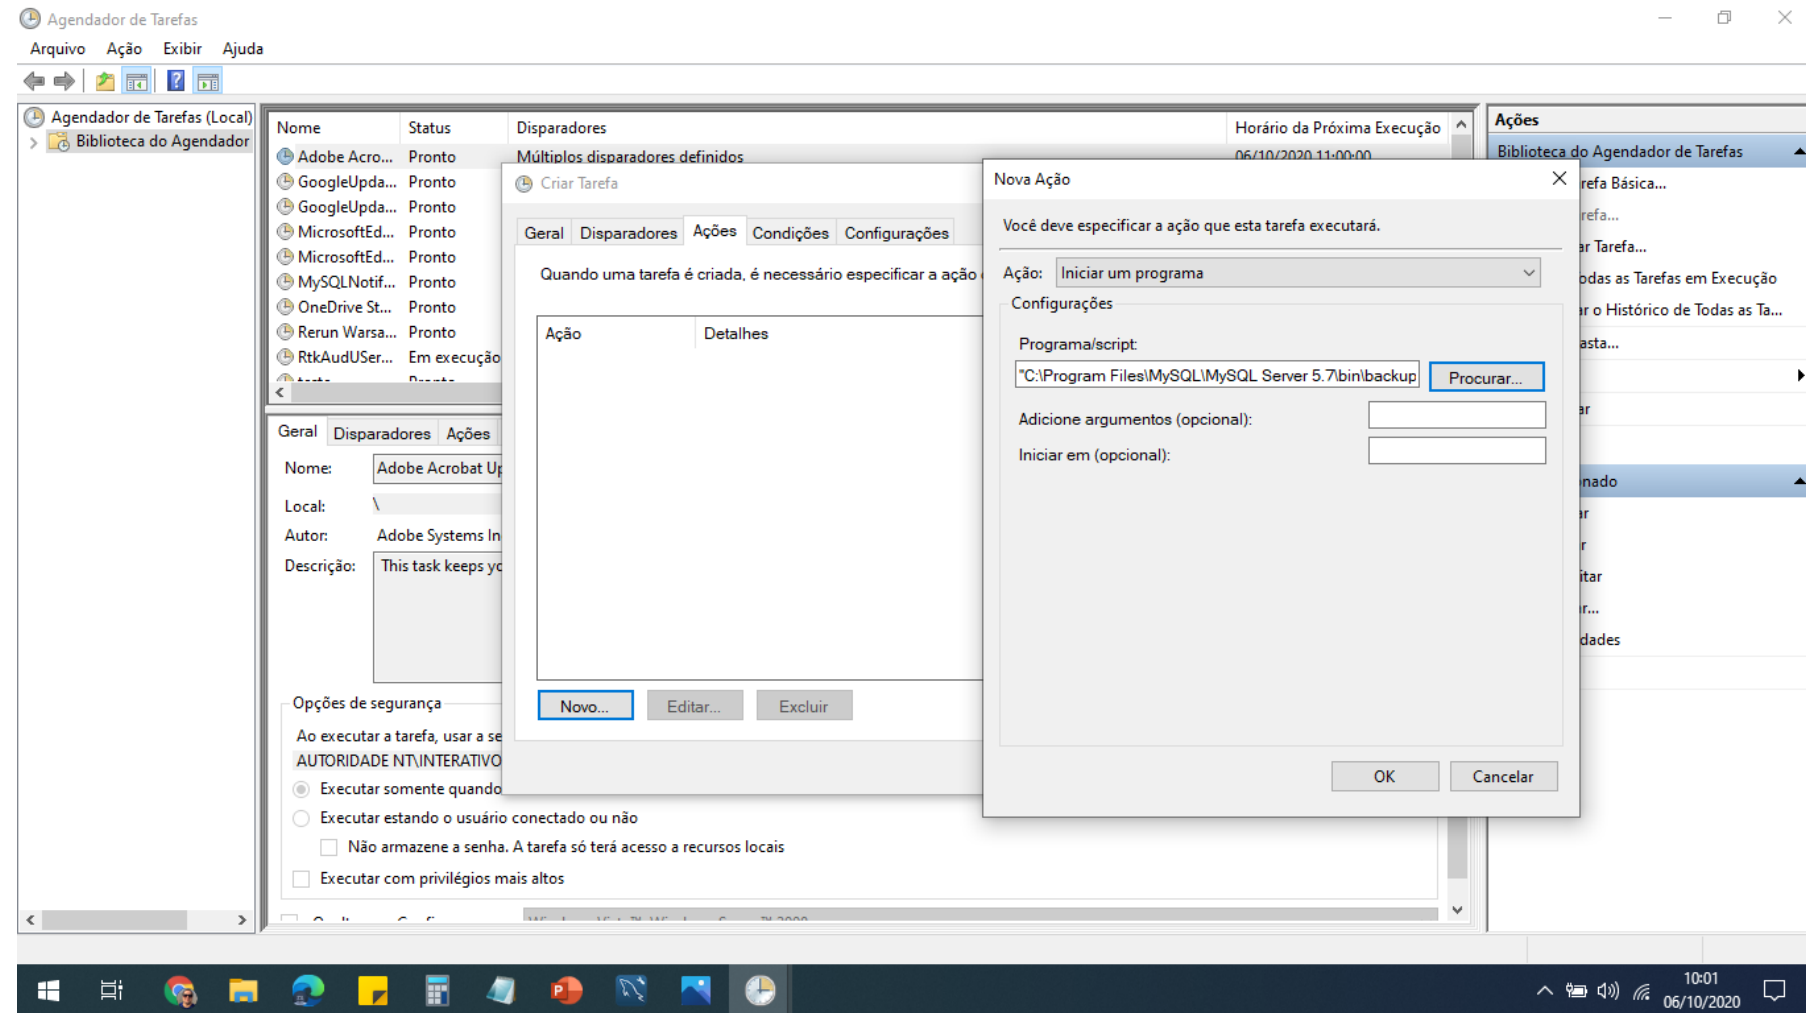 Agendador de Tarefas
Arquivo Ação Exibir Ajuda
Agendador de Tarefas (Local)
Biblioteca do Agendador
Nome Status Disparadores Horário da Próxima Execução
Adobe Acro... Pronto Múltiplos disparadores definidos 06/10/2020 11:00:00
GoogleUpda... Pronto
GoogleUpda... Pronto
MicrosoftEd... Pronto
MicrosoftEd... Pronto
MySQLNotif... Pronto
OneDrive St... Pronto
Rerun Warsa... Pronto
RtkAudUSer... Em execução
Geral Disparadores Ações
Nome: Adobe Acrobat Up
Local: \
Autor: Adobe Systems In
Descrição: This task keeps yo
Opções de segurança
Ao executar a tarefa, usar a se
AUTORIDADE NT\INTERATIVO
Executar somente quando
Executar estando o usuário conectado ou não
Não armazene a senha. A tarefa só terá acesso a recursos locais
Executar com privilégios mais altos
Criar Tarefa
Geral Disparadores Ações Condições Configurações
Quando uma tarefa é criada, é necessário especificar a ação
Ação Detalhes
Novo... Editar... Excluir
Nova Ação
Você deve especificar a ação que esta tarefa executará.
Ação: Iniciar um programa
Configurações
Programa/script:
"C:\Program Files\MySQL\MySQL Server 5.7\bin\backup Procurar...
Adicione argumentos (opcional):
Iniciar em (opcional):
OK Cancelar
Ações
Biblioteca do Agendador de Tarefas
refa Básica...
refa...
ar Tarefa...
odas as Tarefas em Execução
ar o Histórico de Todas as Ta...
asta...
ar
onado
ar
r
itar
ar...
dades
10:01
06/10/2020